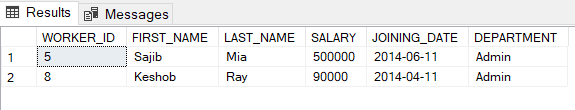 Results Messages
WORKER_ID FIRST_NAME LAST_NAME SALARY JOINING_DATE DEPARTMENT
1 5 Sajib Mia 500000 2014-06-11 Admin
2 8 Keshob Ray 90000 2014-04-11 Admin